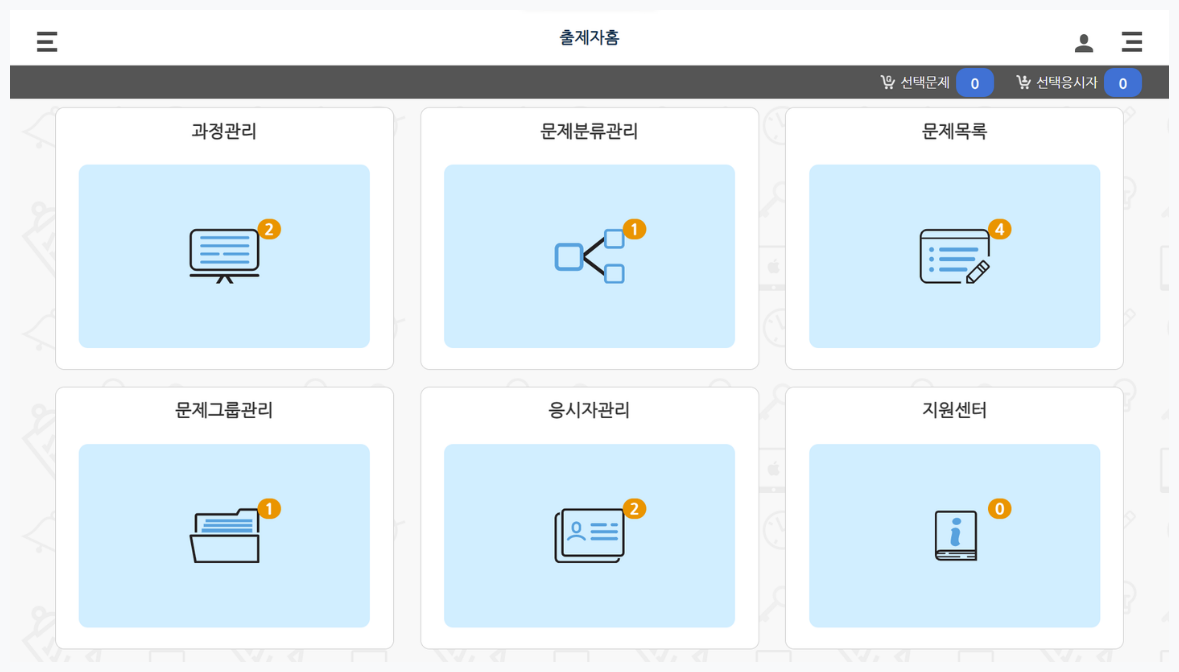 출제자홈
선택문제 0 선택응시자 0
과정관리
2
문제분류관리
1
문제목록
4
문제그룹관리
1
응시자관리
2
지원센터
0